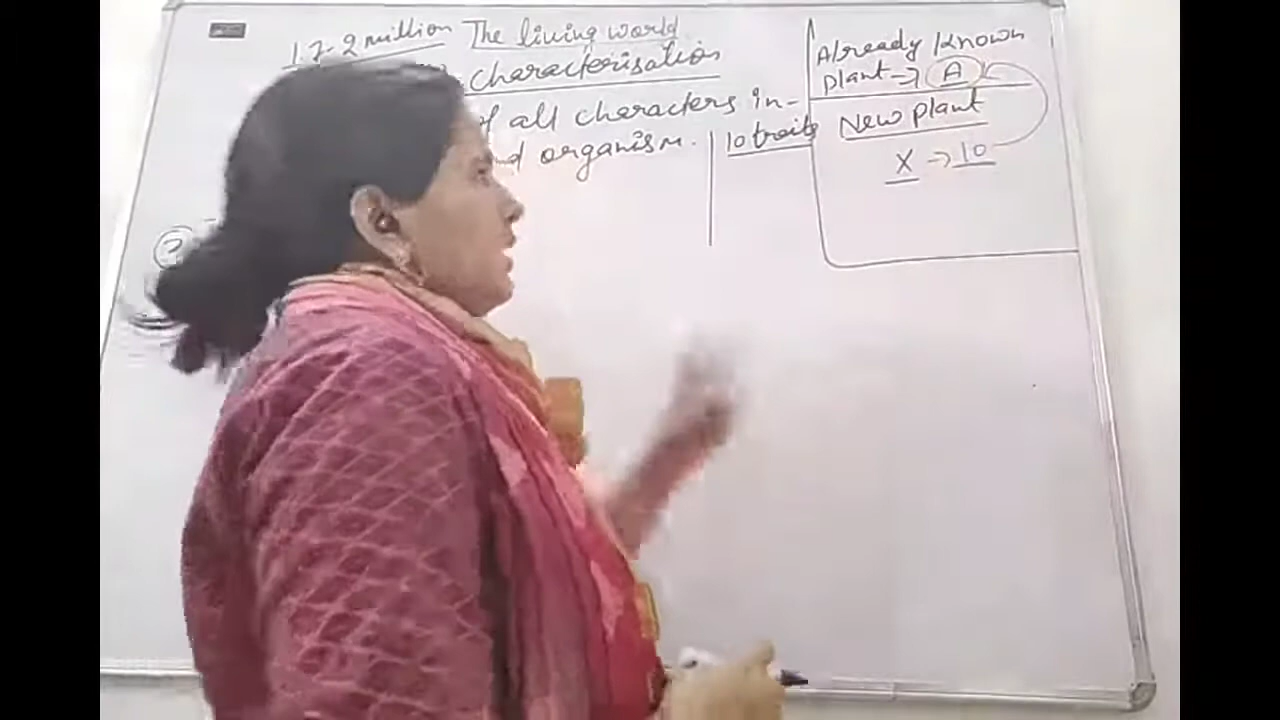 1.7-2 million The living world
characterisation
of all characters in-
organism.
10 traits
Already known
plant → A
New plant
X → 10
2